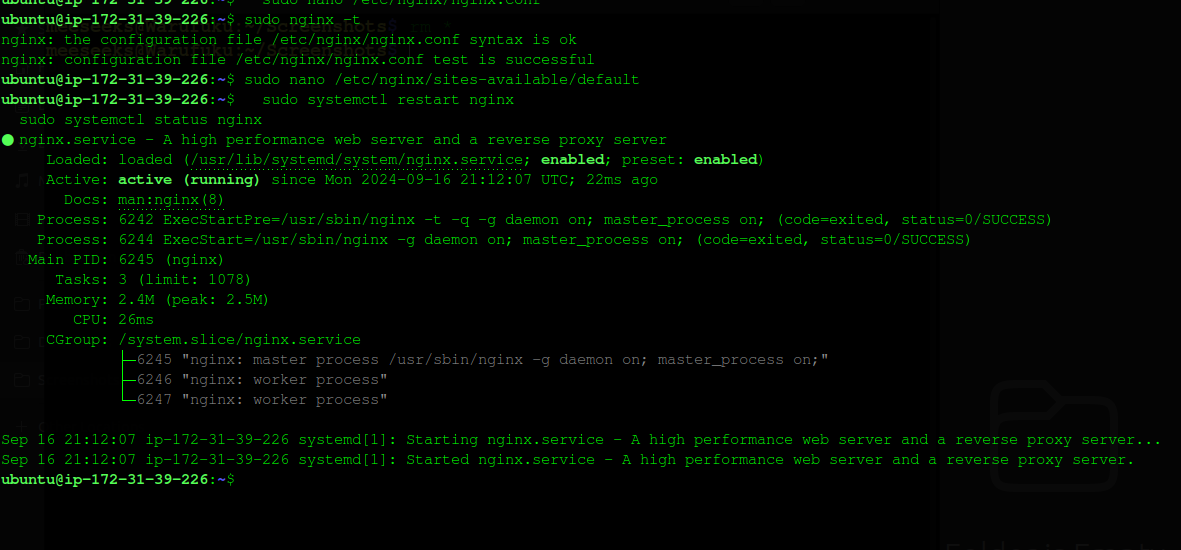 ubuntu@ip-172-31-39-226:~$   sudo nano /etc/nginx/nginx.conf
ubuntu@ip-172-31-39-226:~$ sudo nginx -t
nginx: the configuration file /etc/nginx/nginx.conf syntax is ok
nginx: configuration file /etc/nginx/nginx.conf test is successful
ubuntu@ip-172-31-39-226:~$ sudo nano /etc/nginx/sites-available/default
ubuntu@ip-172-31-39-226:~$   sudo systemctl restart nginx
  sudo systemctl status nginx
● nginx.service - A high performance web server and a reverse proxy server
     Loaded: loaded (/usr/lib/systemd/system/nginx.service; enabled; preset: enabled)
     Active: active (running) since Mon 2024-09-16 21:12:07 UTC; 22ms ago
       Docs: man:nginx(8)
    Process: 6242 ExecStartPre=/usr/sbin/nginx -t -q -g daemon on; master_process on; (code=exited, status=0/SUCCESS)
    Process: 6244 ExecStart=/usr/sbin/nginx -g daemon on; master_process on; (code=exited, status=0/SUCCESS)
   Main PID: 6245 (nginx)
      Tasks: 3 (limit: 1078)
     Memory: 2.4M (peak: 2.5M)
        CPU: 26ms
     CGroup: /system.slice/nginx.service
             ├─6245 "nginx: master process /usr/sbin/nginx -g daemon on; master_process on;"
             ├─6246 "nginx: worker process"
             └─6247 "nginx: worker process"

Sep 16 21:12:07 ip-172-31-39-226 systemd[1]: Starting nginx.service - A high performance web server and a reverse proxy server...
Sep 16 21:12:07 ip-172-31-39-226 systemd[1]: Started nginx.service - A high performance web server and a reverse proxy server.
ubuntu@ip-172-31-39-226:~$